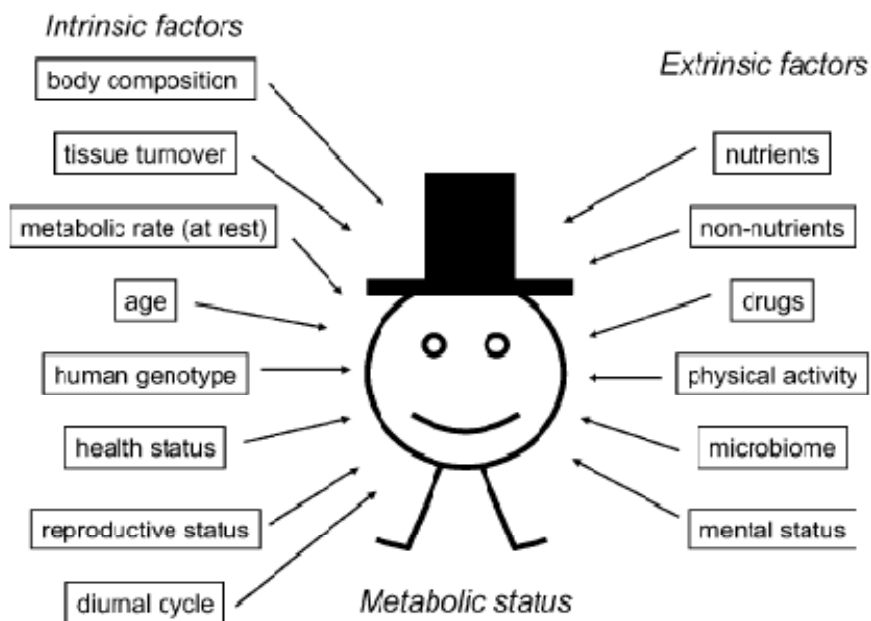 Intrinsic factors
body composition
tissue turnover
metabolic rate (at rest)
age
human genotype
health status
reproductive status
diurnal cycle
Extrinsic factors
nutrients
non-nutrients
drugs
physical activity
microbiome
mental status
Metabolic status